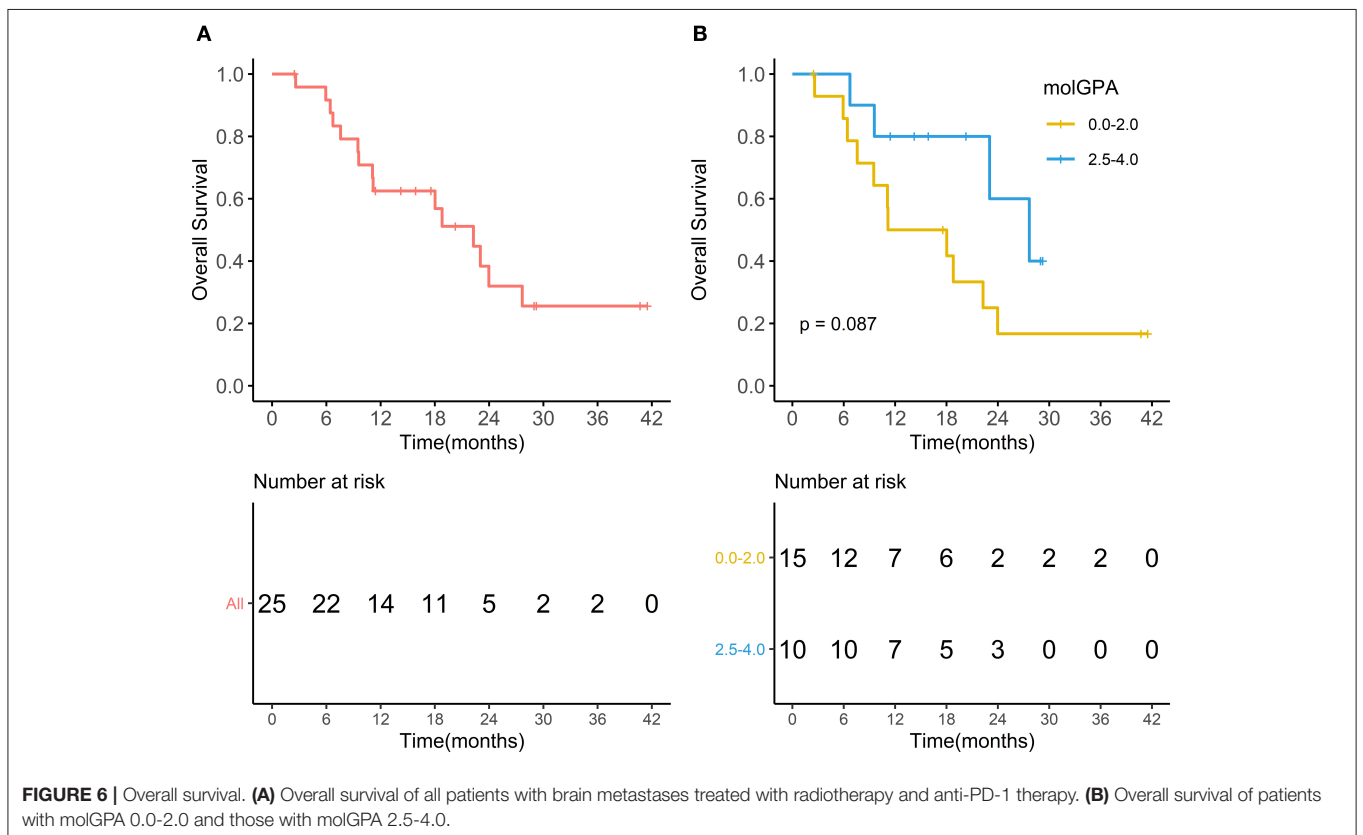 A
1.0
0.8
0.6
0.4
0.2
0.0
Overall Survival
0 6 12 18 24 30 36 42
Time(months)
Number at risk
All 25 22 14 11 5 2 2 0
0 6 12 18 24 30 36 42
Time(months)
B
1.0
0.8
0.6
0.4
0.2
0.0
Overall Survival
molGPA
0.0-2.0
2.5-4.0
p = 0.087
0 6 12 18 24 30 36 42
Time(months)
Number at risk
0.0-2.0 15 12 7 6 2 2 2 0
2.5-4.0 10 10 7 5 3 0 0 0
0 6 12 18 24 30 36 42
Time(months)
FIGURE 6 | Overall survival. (A) Overall survival of all patients with brain metastases treated with radiotherapy and anti-PD-1 therapy. (B) Overall survival of patients
with molGPA 0.0-2.0 and those with molGPA 2.5-4.0.